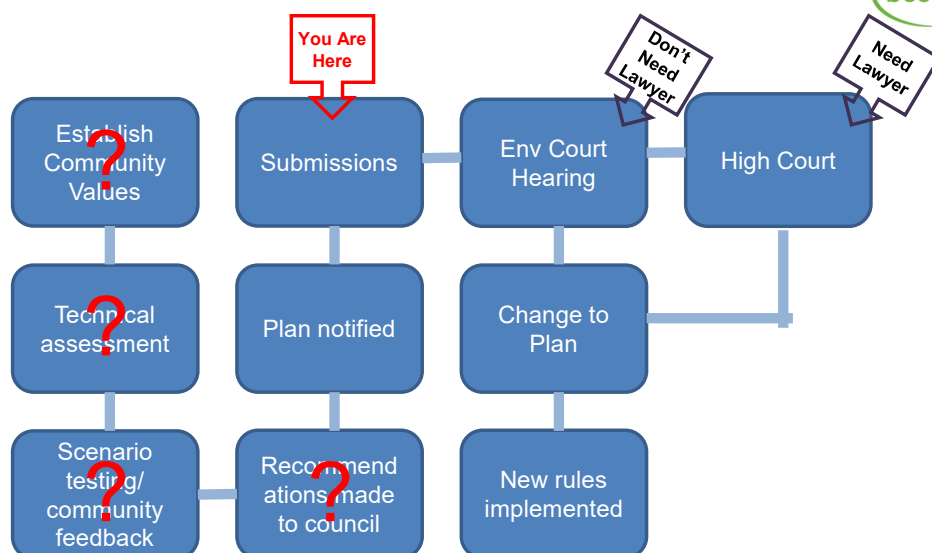 You Are
Here
Don't
Need
Lawyer
Need
Lawyer
Establish
Community
Values
?
Submissions
Env Court
Hearing
High Court
Technical
assessment
?
Plan notified
Change to
Plan
Scenario
testing/
community
feedback
?
Recommend
ations made
to council
?
New rules
implemented